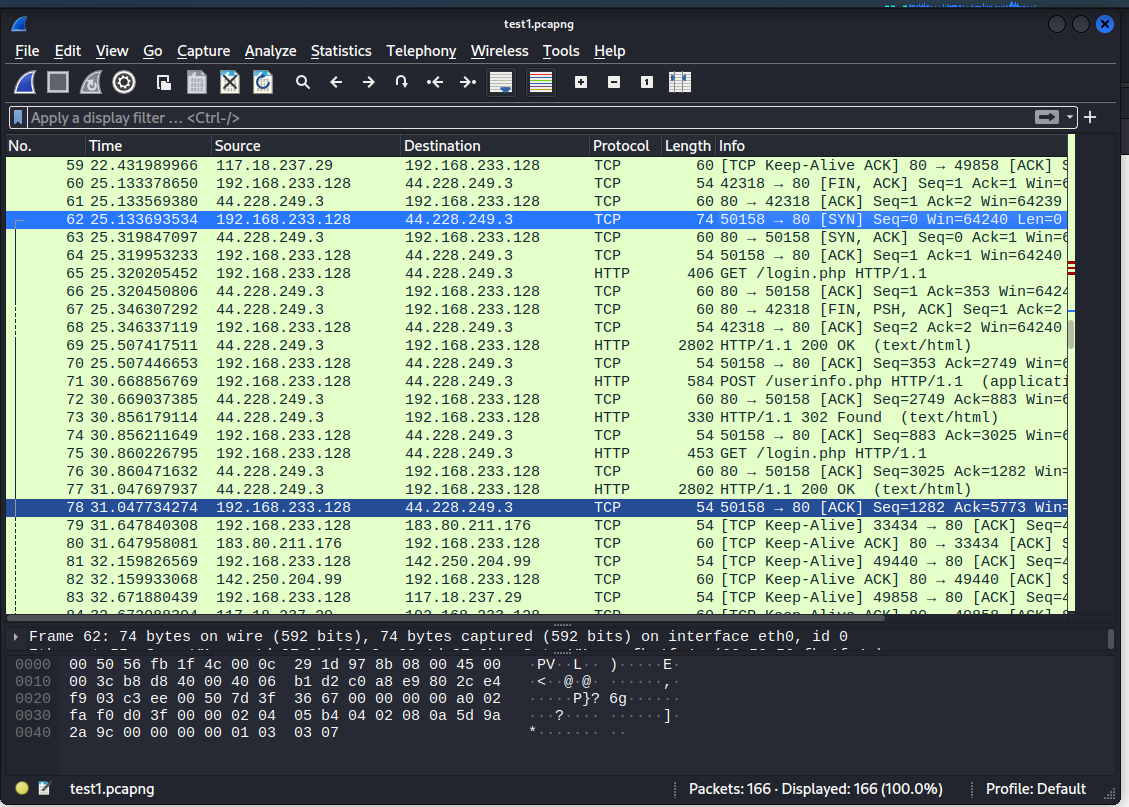 test1.pcapng
File Edit View Go Capture Analyze Statistics Telephony Wireless Tools Help
Apply a display filter ... <Ctrl-/>
No. Time Source Destination Protocol Length Info
59 22.431989966 117.18.237.29 192.168.233.128 TCP 60 [TCP Keep-Alive ACK] 80 → 49858 [ACK] S
60 25.133378650 192.168.233.128 44.228.249.3 TCP 54 42318 → 80 [FIN, ACK] Seq=1 Ack=1 Win=6
61 25.133569380 44.228.249.3 192.168.233.128 TCP 60 80 → 42318 [ACK] Seq=1 Ack=2 Win=64239
62 25.133693534 192.168.233.128 44.228.249.3 TCP 74 50158 → 80 [SYN] Seq=0 Win=64240 Len=0
63 25.319847097 44.228.249.3 192.168.233.128 TCP 60 80 → 50158 [SYN, ACK] Seq=0 Ack=1 Win=6
64 25.319953233 192.168.233.128 44.228.249.3 TCP 54 50158 → 80 [ACK] Seq=1 Ack=1 Win=64240
65 25.320205452 192.168.233.128 44.228.249.3 HTTP 406 GET /login.php HTTP/1.1
66 25.320450806 44.228.249.3 192.168.233.128 TCP 60 80 → 50158 [ACK] Seq=1 Ack=353 Win=6424
67 25.346307292 44.228.249.3 192.168.233.128 TCP 60 80 → 42318 [FIN, PSH, ACK] Seq=1 Ack=2
68 25.346337119 192.168.233.128 44.228.249.3 TCP 54 42318 → 80 [ACK] Seq=2 Ack=2 Win=64240
69 25.507417511 44.228.249.3 192.168.233.128 HTTP 2802 HTTP/1.1 200 OK (text/html)
70 25.507446653 192.168.233.128 44.228.249.3 TCP 54 50158 → 80 [ACK] Seq=353 Ack=2749 Win=6
71 30.668856769 192.168.233.128 44.228.249.3 HTTP 584 POST /userinfo.php HTTP/1.1 (applicati
72 30.669037385 44.228.249.3 192.168.233.128 TCP 60 80 → 50158 [ACK] Seq=2749 Ack=883 Win=6
73 30.856179114 44.228.249.3 192.168.233.128 HTTP 330 HTTP/1.1 302 Found (text/html)
74 30.856211649 192.168.233.128 44.228.249.3 TCP 54 50158 → 80 [ACK] Seq=883 Ack=3025 Win=6
75 30.860226795 192.168.233.128 44.228.249.3 HTTP 453 GET /login.php HTTP/1.1
76 30.860471632 44.228.249.3 192.168.233.128 TCP 60 80 → 50158 [ACK] Seq=3025 Ack=1282 Win=
77 31.047697937 44.228.249.3 192.168.233.128 HTTP 2802 HTTP/1.1 200 OK (text/html)
78 31.047734274 192.168.233.128 44.228.249.3 TCP 54 50158 → 80 [ACK] Seq=1282 Ack=5773 Win=
79 31.647840308 192.168.233.128 183.80.211.176 TCP 54 [TCP Keep-Alive] 33434 → 80 [ACK] Seq=4
80 31.647958081 183.80.211.176 192.168.233.128 TCP 60 [TCP Keep-Alive ACK] 80 → 33434 [ACK] S
81 32.159826569 192.168.233.128 142.250.204.99 TCP 54 [TCP Keep-Alive] 49440 → 80 [ACK] Seq=4
82 32.159933068 142.250.204.99 192.168.233.128 TCP 60 [TCP Keep-Alive ACK] 80 → 49440 [ACK] S
83 32.671880439 192.168.233.128 117.18.237.29 TCP 54 [TCP Keep-Alive] 49858 → 80 [ACK] Seq=4
Frame 62: 74 bytes on wire (592 bits), 74 bytes captured (592 bits) on interface eth0, id 0
0000 00 50 56 fb 1f 4c 00 0c 29 1d 97 8b 08 00 45 00 ·PV··L·· )·····E·
0010 00 3c b8 d8 40 00 40 06 b1 d2 c0 a8 e9 80 2c e4 ·<··@·@· ······,·
0020 f9 03 c3 ee 00 50 7d 3f 36 67 00 00 00 00 a0 02 ·····P}? 6g······
0030 fa f0 d0 3f 00 00 02 04 05 b4 04 02 08 0a 5d 9a ···?···· ······]·
0040 2a 9c 00 00 00 00 01 03 03 07 *······· ··
test1.pcapng Packets: 166 · Displayed: 166 (100.0%) Profile: Default